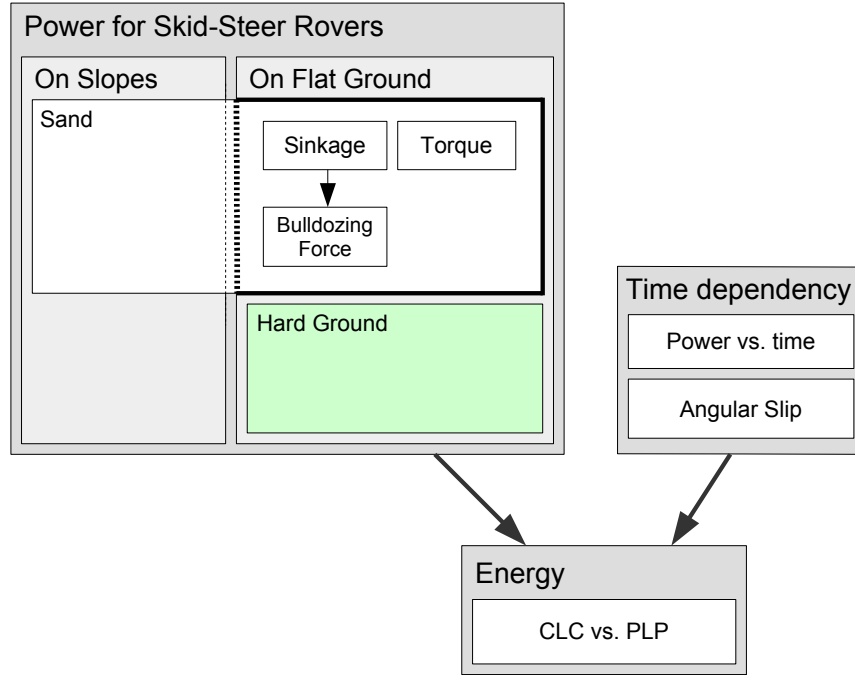 Power for Skid-Steer Rovers
On Slopes
On Flat Ground
Sand
Sinkage
Torque
Bulldozing
Force
Hard Ground
Time dependency
Power vs. time
Angular Slip
Energy
CLC vs. PLP